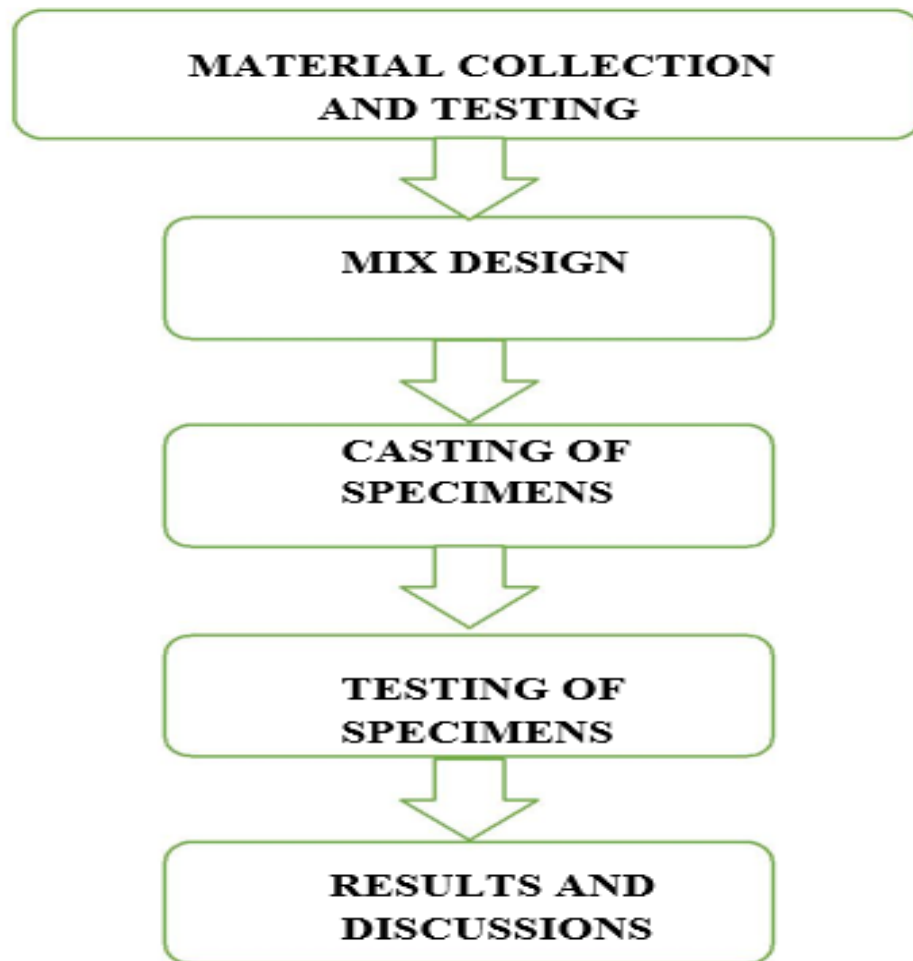 MATERIAL COLLECTION
AND TESTING
MIX DESIGN
CASTING OF
SPECIMENS
TESTING OF
SPECIMENS
RESULTS AND
DISCUSSIONS